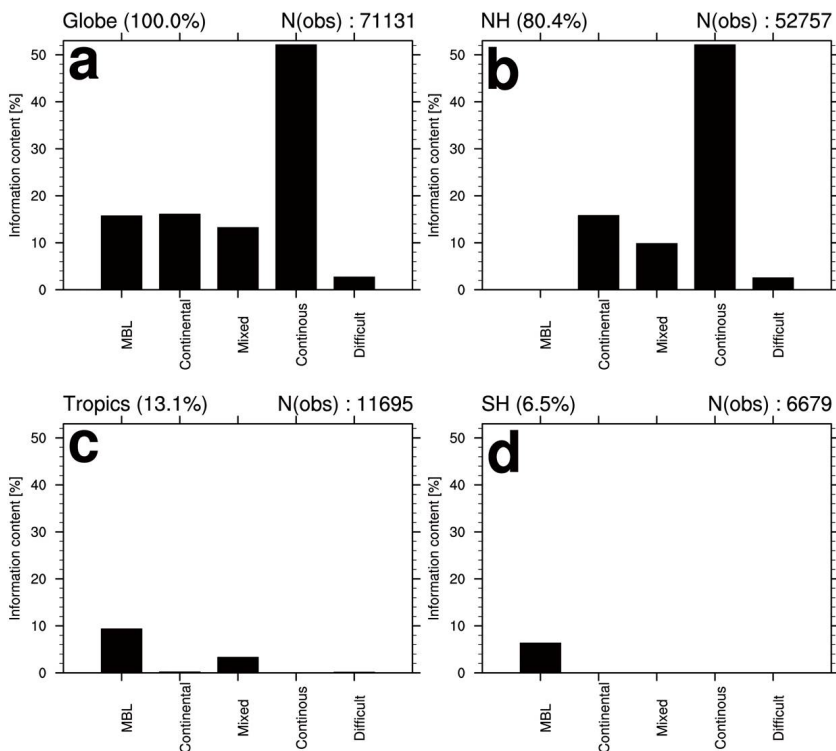 Globe (100.0%) N(obs) : 71131
a
Information content [%]
50
40
30
20
10
0
MBL
Continental
Mixed
Continous
Difficult
NH (80.4%) N(obs) : 52757
b
Information content [%]
50
40
30
20
10
0
MBL
Continental
Mixed
Continous
Difficult
Tropics (13.1%) N(obs) : 11695
c
Information content [%]
50
40
30
20
10
0
MBL
Continental
Mixed
Continous
Difficult
SH (6.5%) N(obs) : 6679
d
Information content [%]
50
40
30
20
10
0
MBL
Continental
Mixed
Continous
Difficult